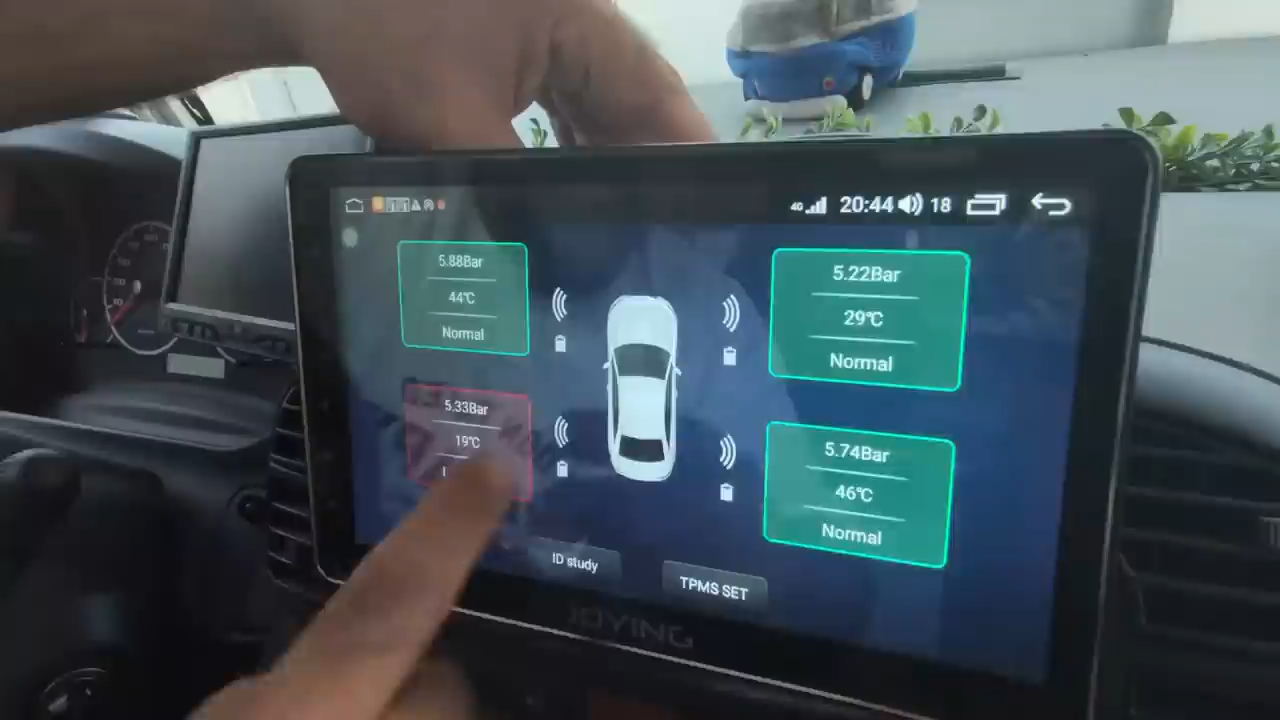 4G
20:44
18
5.88Bar
44℃
Normal
5.22Bar
29℃
Normal
5.33Bar
19℃
5.74Bar
46℃
Normal
ID study
TPMS SET
JOYING